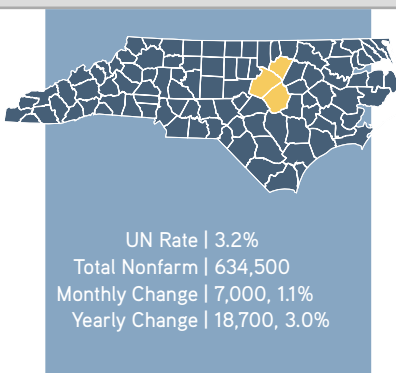 UN Rate | 3.2%
Total Nonfarm | 634,500
Monthly Change | 7,000, 1.1%
Yearly Change | 18,700, 3.0%